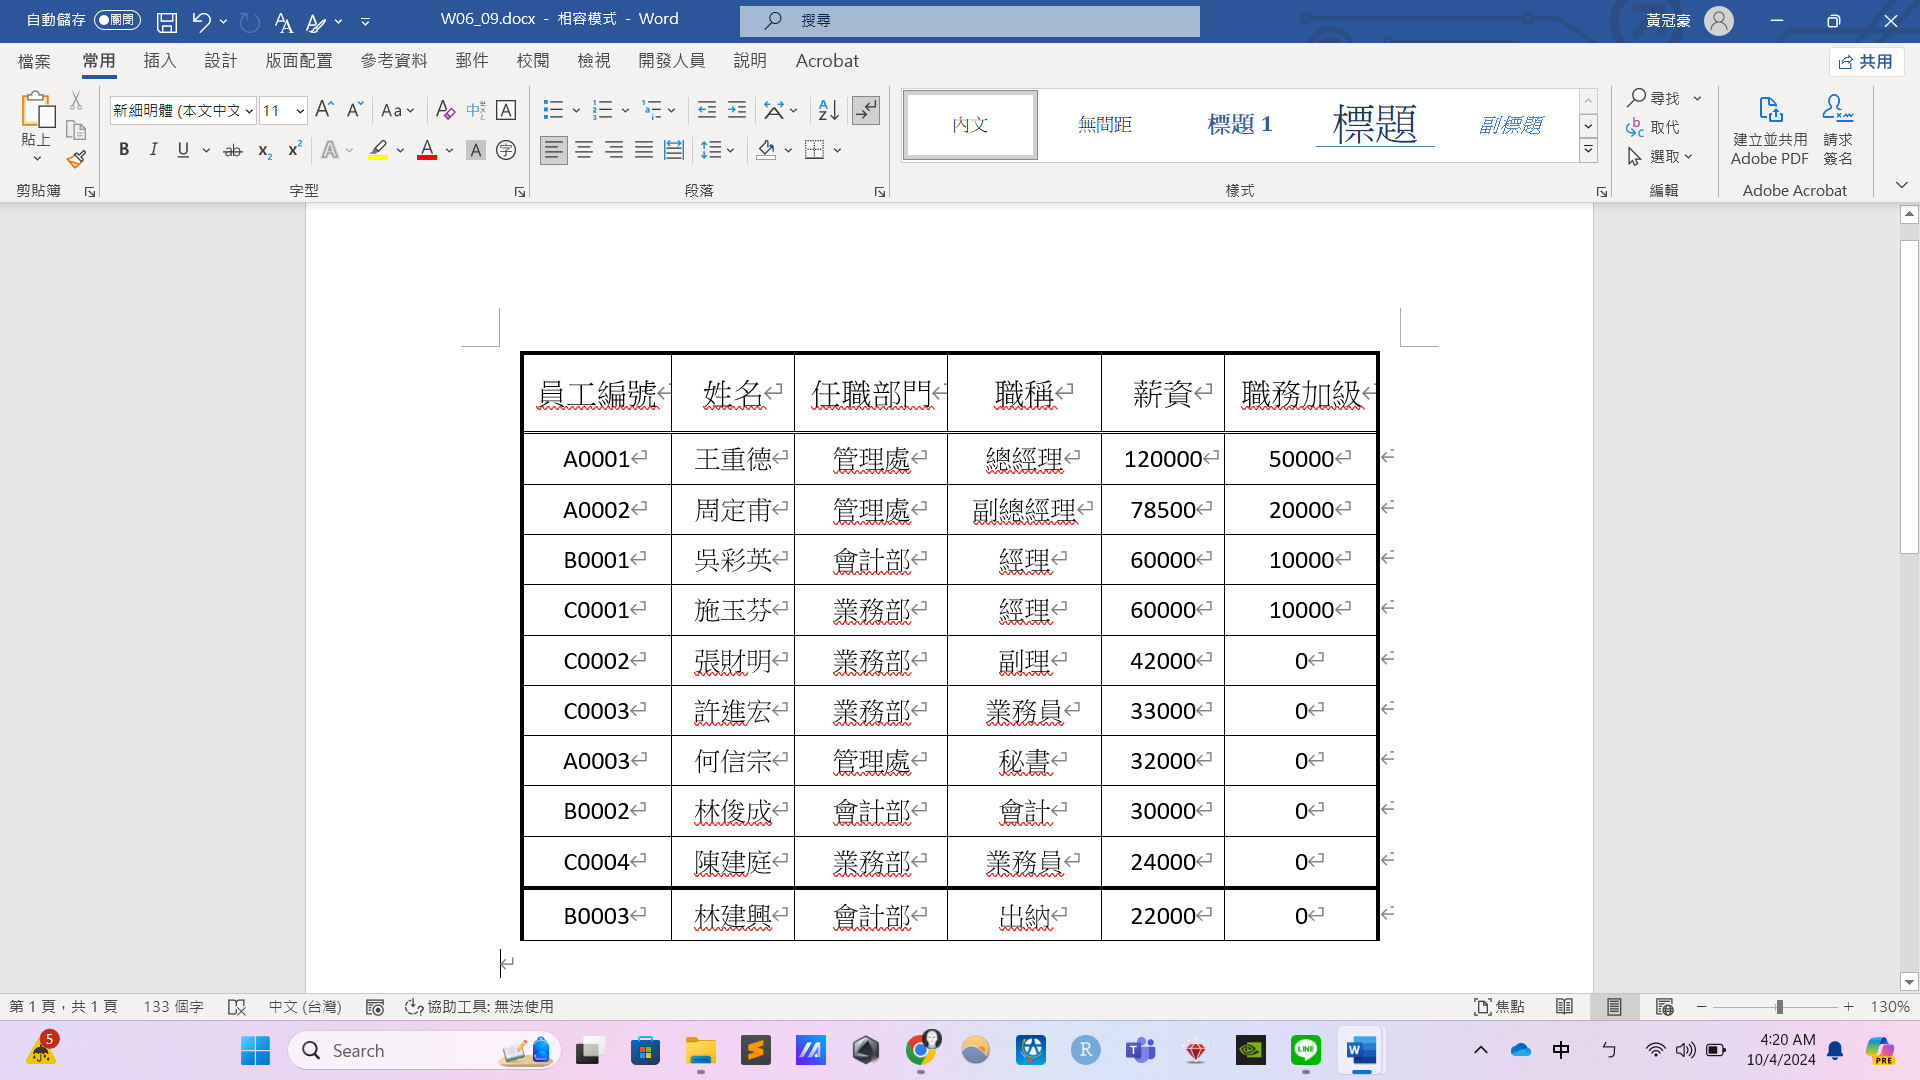 自動儲存 關閉 W06_09.docx - 相容模式 - Word 搜尋 黃冠豪
檔案 常用 插入 設計 版面配置 參考資料 郵件 校閱 檢視 開發人員 說明 Acrobat 共用
貼上 新細明體 (本文中文 11 Aa A 內文 無間距 標題 1 標題 副標題 尋找
取代
選取
建立並共用 Adobe PDF
請求 簽名
B I U ab x₂ x² A A A 字
剪貼簿 字型 段落 樣式 編輯 Adobe Acrobat
員工編號 姓名 任職部門 職稱 薪資 職務加級
A0001 王重德 管理處 總經理 120000 50000
A0002 周定甫 管理處 副總經理 78500 20000
B0001 吳彩英 會計部 經理 60000 10000
C0001 施玉芬 業務部 經理 60000 10000
C0002 張財明 業務部 副理 42000 0
C0003 許進宏 業務部 業務員 33000 0
A0003 何信宗 管理處 秘書 32000 0
B0002 林俊成 會計部 會計 30000 0
C0004 陳建庭 業務部 業務員 24000 0
B0003 林建興 會計部 出納 22000 0
第 1 頁，共 1 頁 133 個字 中文 (台灣) 協助工具: 無法使用 焦點 130%
5 Search LINE 中 ㄅ 4:20 AM
10/4/2024 PRE